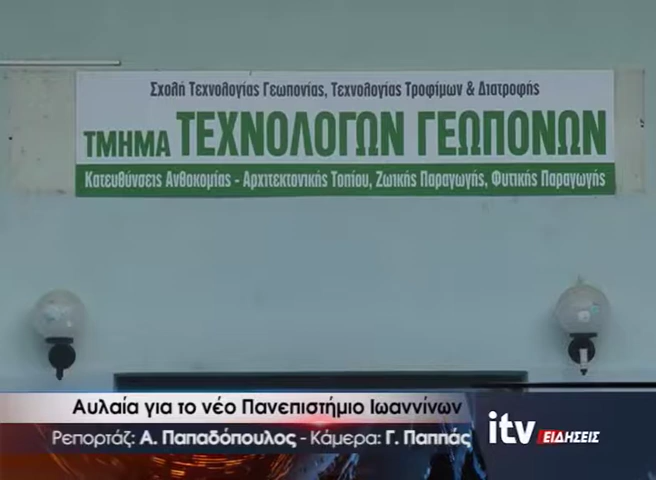 Σχολή Τεχνολογίας Γεωπονίας, Τεχνολογίας Τροφίμων & Διατροφής
ΤΜΗΜΑ ΤΕΧΝΟΛΟΓΩΝ ΓΕΩΠΟΝΩΝ
Κατευθύνσεις Ανθοκομίας - Αρχιτεκτονικής Τοπίου, Ζωικής Παραγωγής, Φυτικής Παραγωγής
Αυλαία για το νέο Πανεπιστήμιο Ιωαννίνων
Ρεπορτάζ: Α. Παπαδόπουλος - Κάμερα: Γ. Παππάς
itv ΕΙΔΗΣΕΙΣ